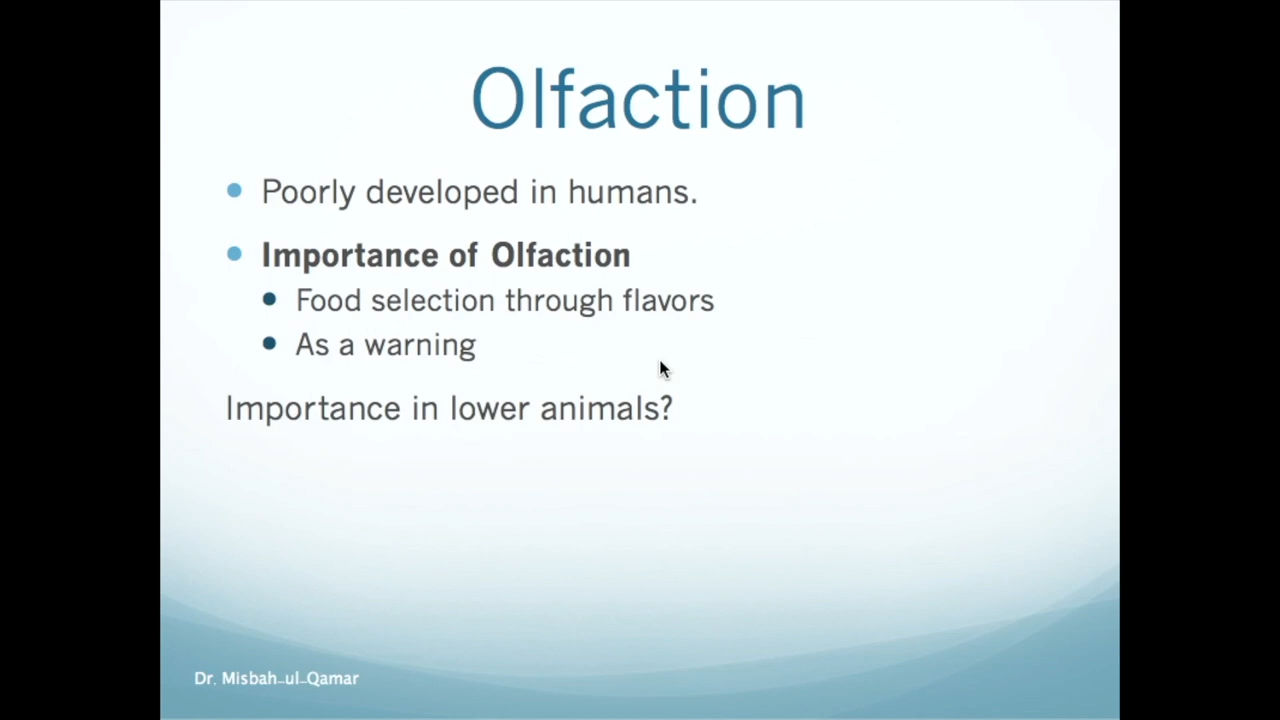 Olfaction
Poorly developed in humans.
Importance of Olfaction
Food selection through flavors
As a warning
Importance in lower animals?
Dr. Misbah-ul-Qamar